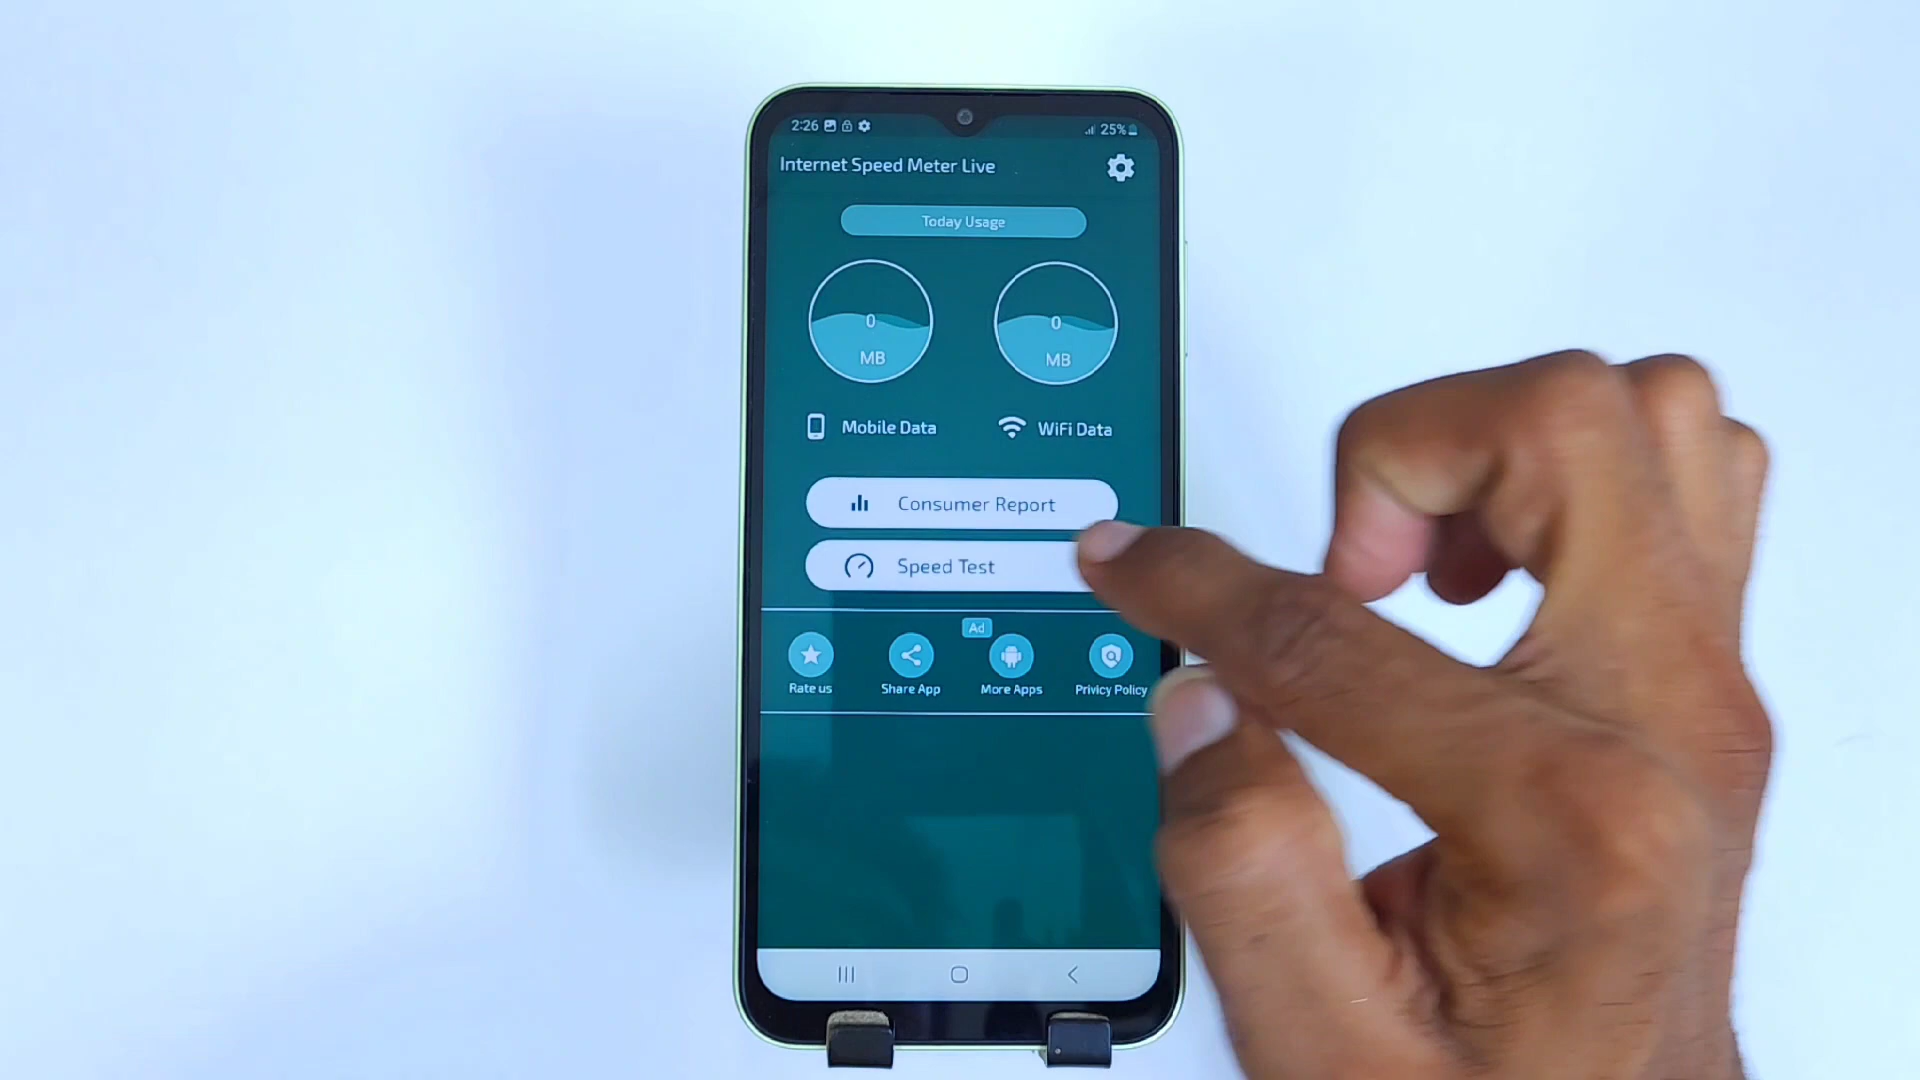 2:26
25%
Internet Speed Meter Live
Today Usage
0
MB
0
MB
Mobile Data
WiFi Data
Consumer Report
Speed Test
Ad
Rate us
Share App
More Apps
Privicy Policy